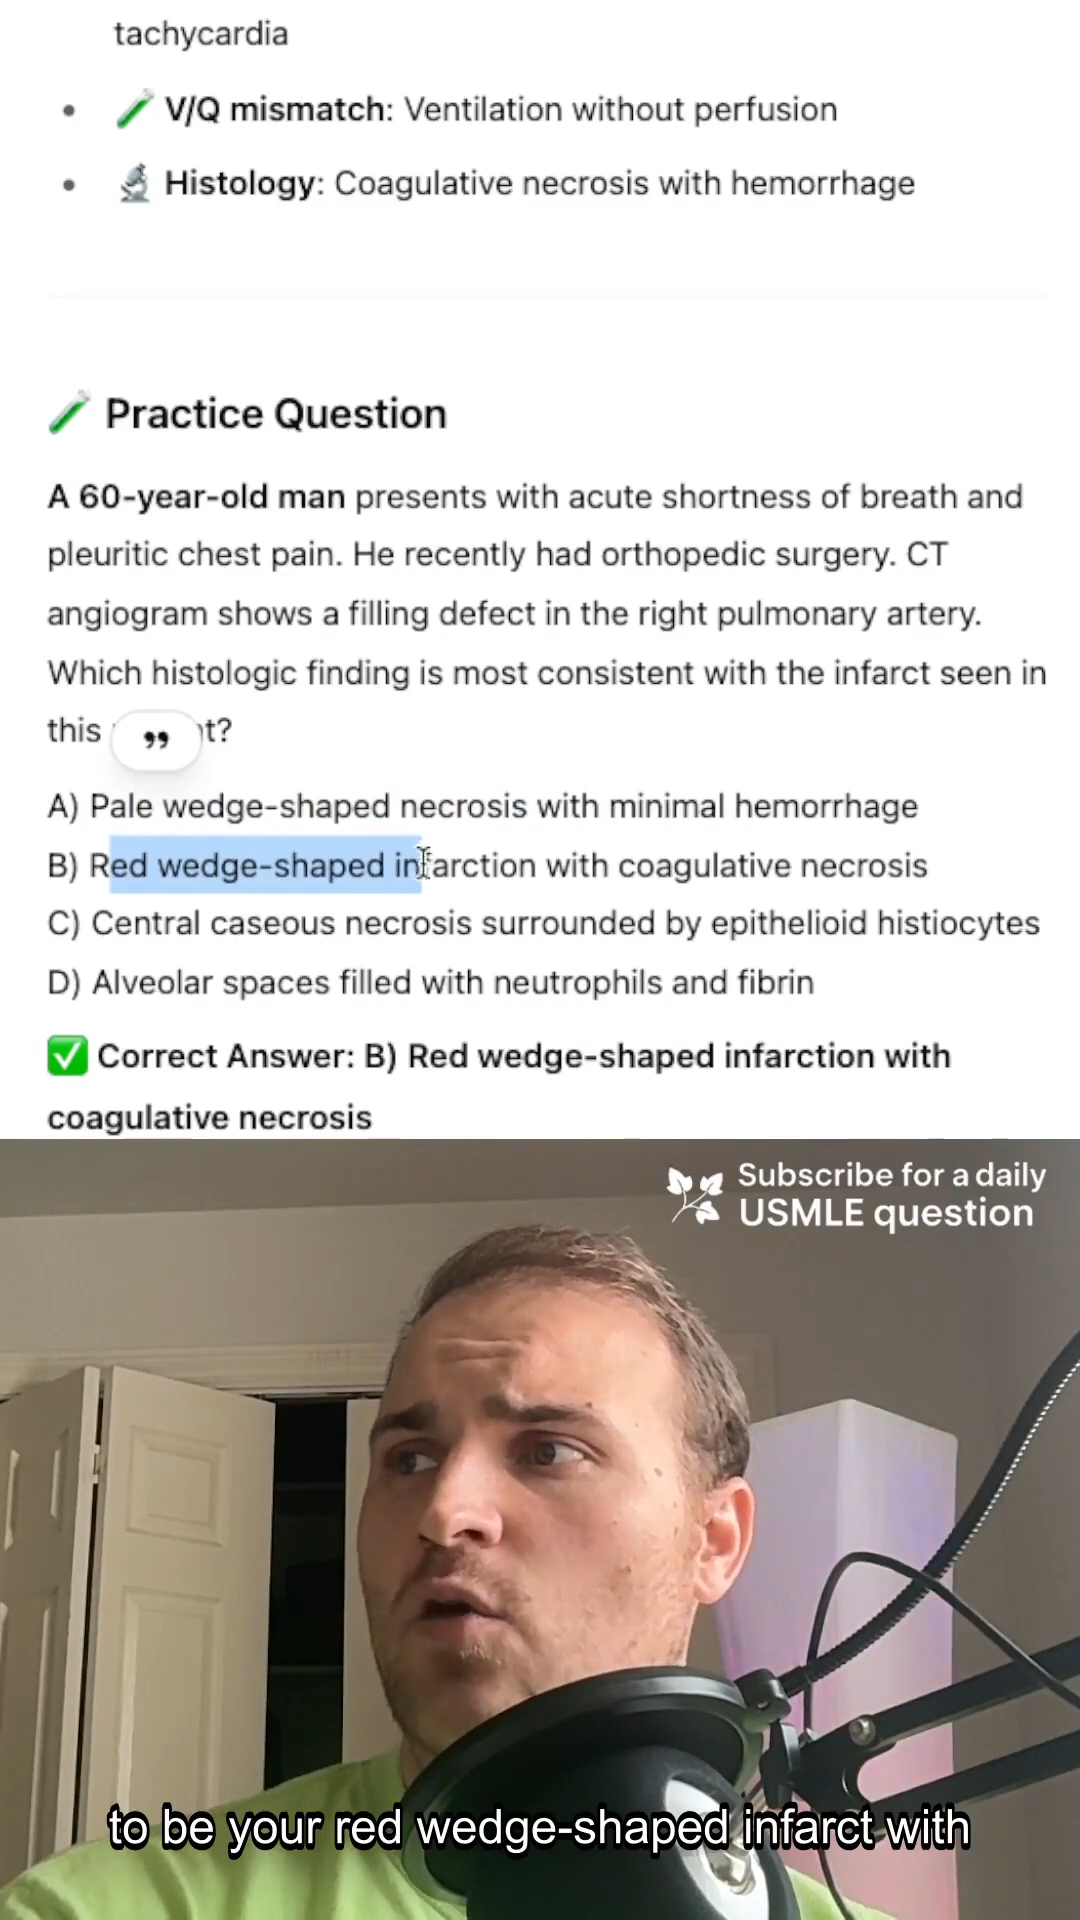 tachycardia
V/Q mismatch: Ventilation without perfusion
Histology: Coagulative necrosis with hemorrhage
Practice Question
A 60-year-old man presents with acute shortness of breath and
pleuritic chest pain. He recently had orthopedic surgery. CT
angiogram shows a filling defect in the right pulmonary artery.
Which histologic finding is most consistent with the infarct seen in
this t?
A) Pale wedge-shaped necrosis with minimal hemorrhage
B) Red wedge-shaped infarction with coagulative necrosis
C) Central caseous necrosis surrounded by epithelioid histiocytes
D) Alveolar spaces filled with neutrophils and fibrin
Correct Answer: B) Red wedge-shaped infarction with
coagulative necrosis
Subscribe for a daily
USMLE question
to be your red wedge-shaped infarct with